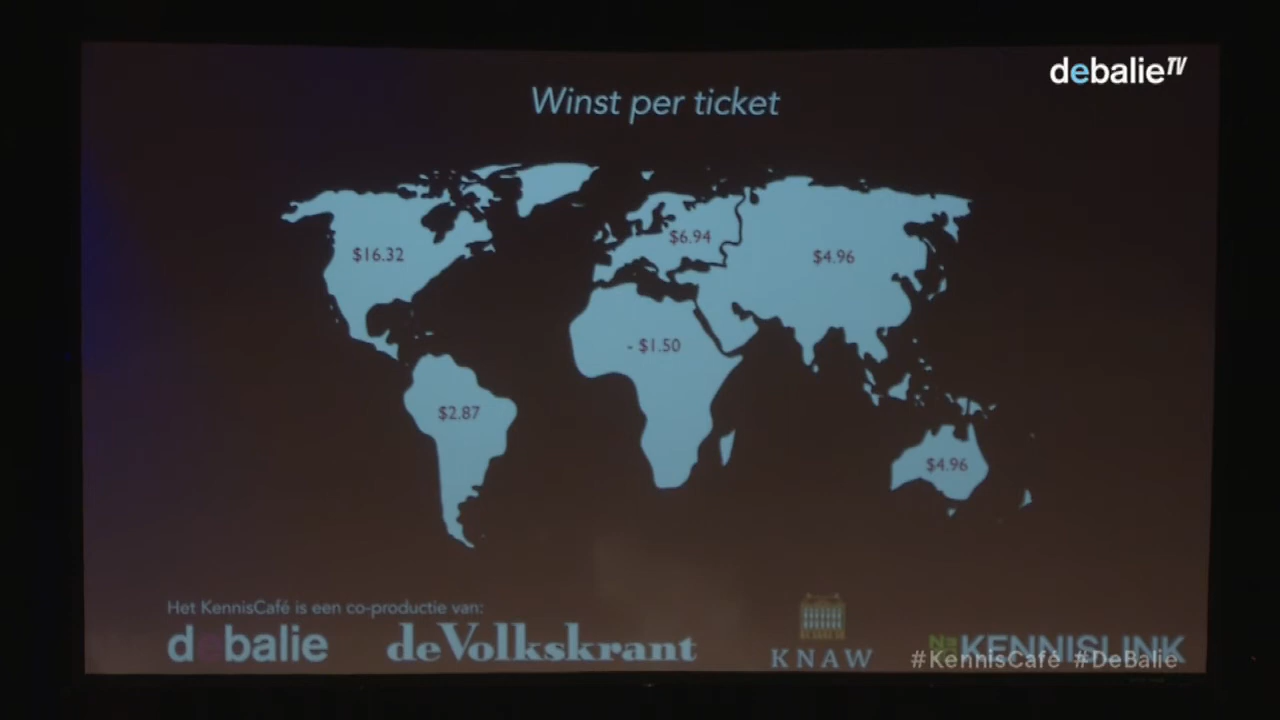 debalieTV
Winst per ticket
$16.32
$6.94
$4.96
- $1.50
$2.87
$4.96
Het KennisCafé is een co-productie van:
debalie
deVolkskrant
KNAW
KENNISLINK
#KennisCafé #DeBalie